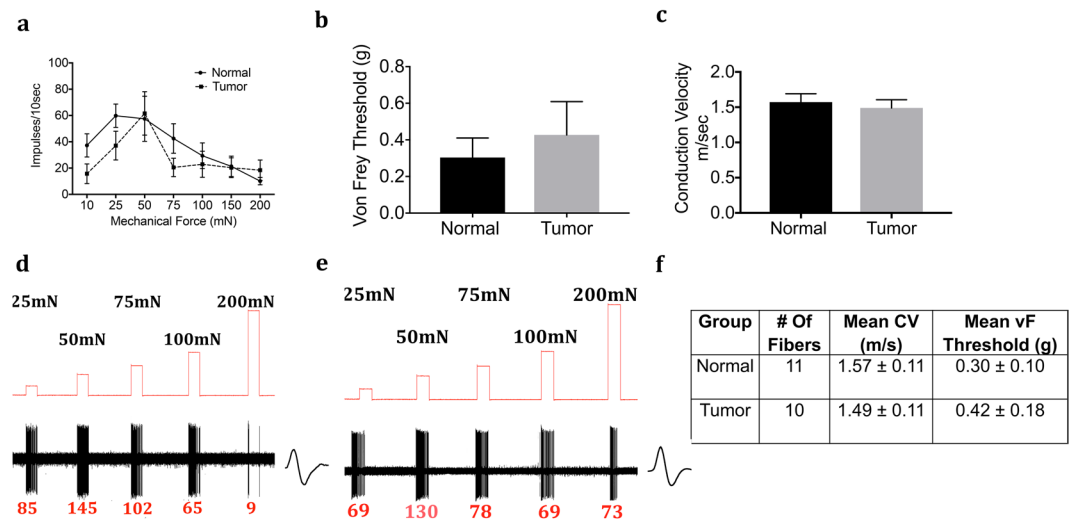 a
Impulses/10sec
100
80
60
40
20
0
10 25 50 75 100 150 200
Mechanical Force (mN)
Normal
Tumor
b
Von Frey Threshold (g)
0.8
0.6
0.4
0.2
0.0
Normal Tumor
c
Conduction Velocity
m/sec
2.0
1.5
1.0
0.5
0.0
Normal Tumor
d
25mN 75mN 200mN
50mN 100mN
85 145 102 65 9
e
25mN 75mN 200mN
50mN 100mN
69 130 78 69 73
f
Group # Of Mean CV Mean vF
Fibers (m/s) Threshold (g)
Normal 11 1.57 ± 0.11 0.30 ± 0.10
Tumor 10 1.49 ± 0.11 0.42 ± 0.18